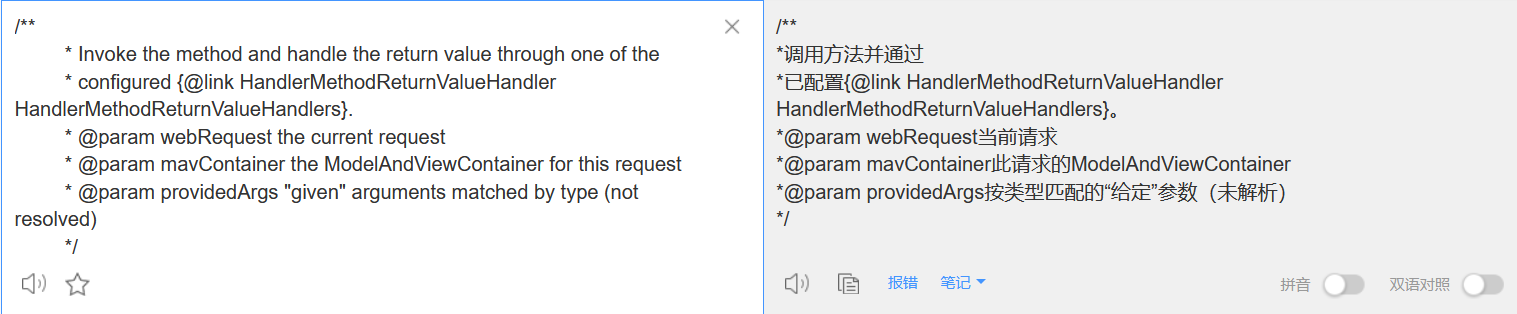 /**
* Invoke the method and handle the return value through one of the
* configured {@link HandlerMethodReturnValueHandler
HandlerMethodReturnValueHandlers}.
* @param webRequest the current request
* @param mavContainer the ModelAndViewContainer for this request
* @param providedArgs "given" arguments matched by type (not
resolved)
*/
/**
*调用方法并通过
*已配置{@link HandlerMethodReturnValueHandler
HandlerMethodReturnValueHandlers}。
*@param webRequest当前请求
*@param mavContainer此请求的ModelAndViewContainer
*@param providedArgs按类型匹配的“给定”参数（未解析）
*/
报错 笔记 拼音 双语对照